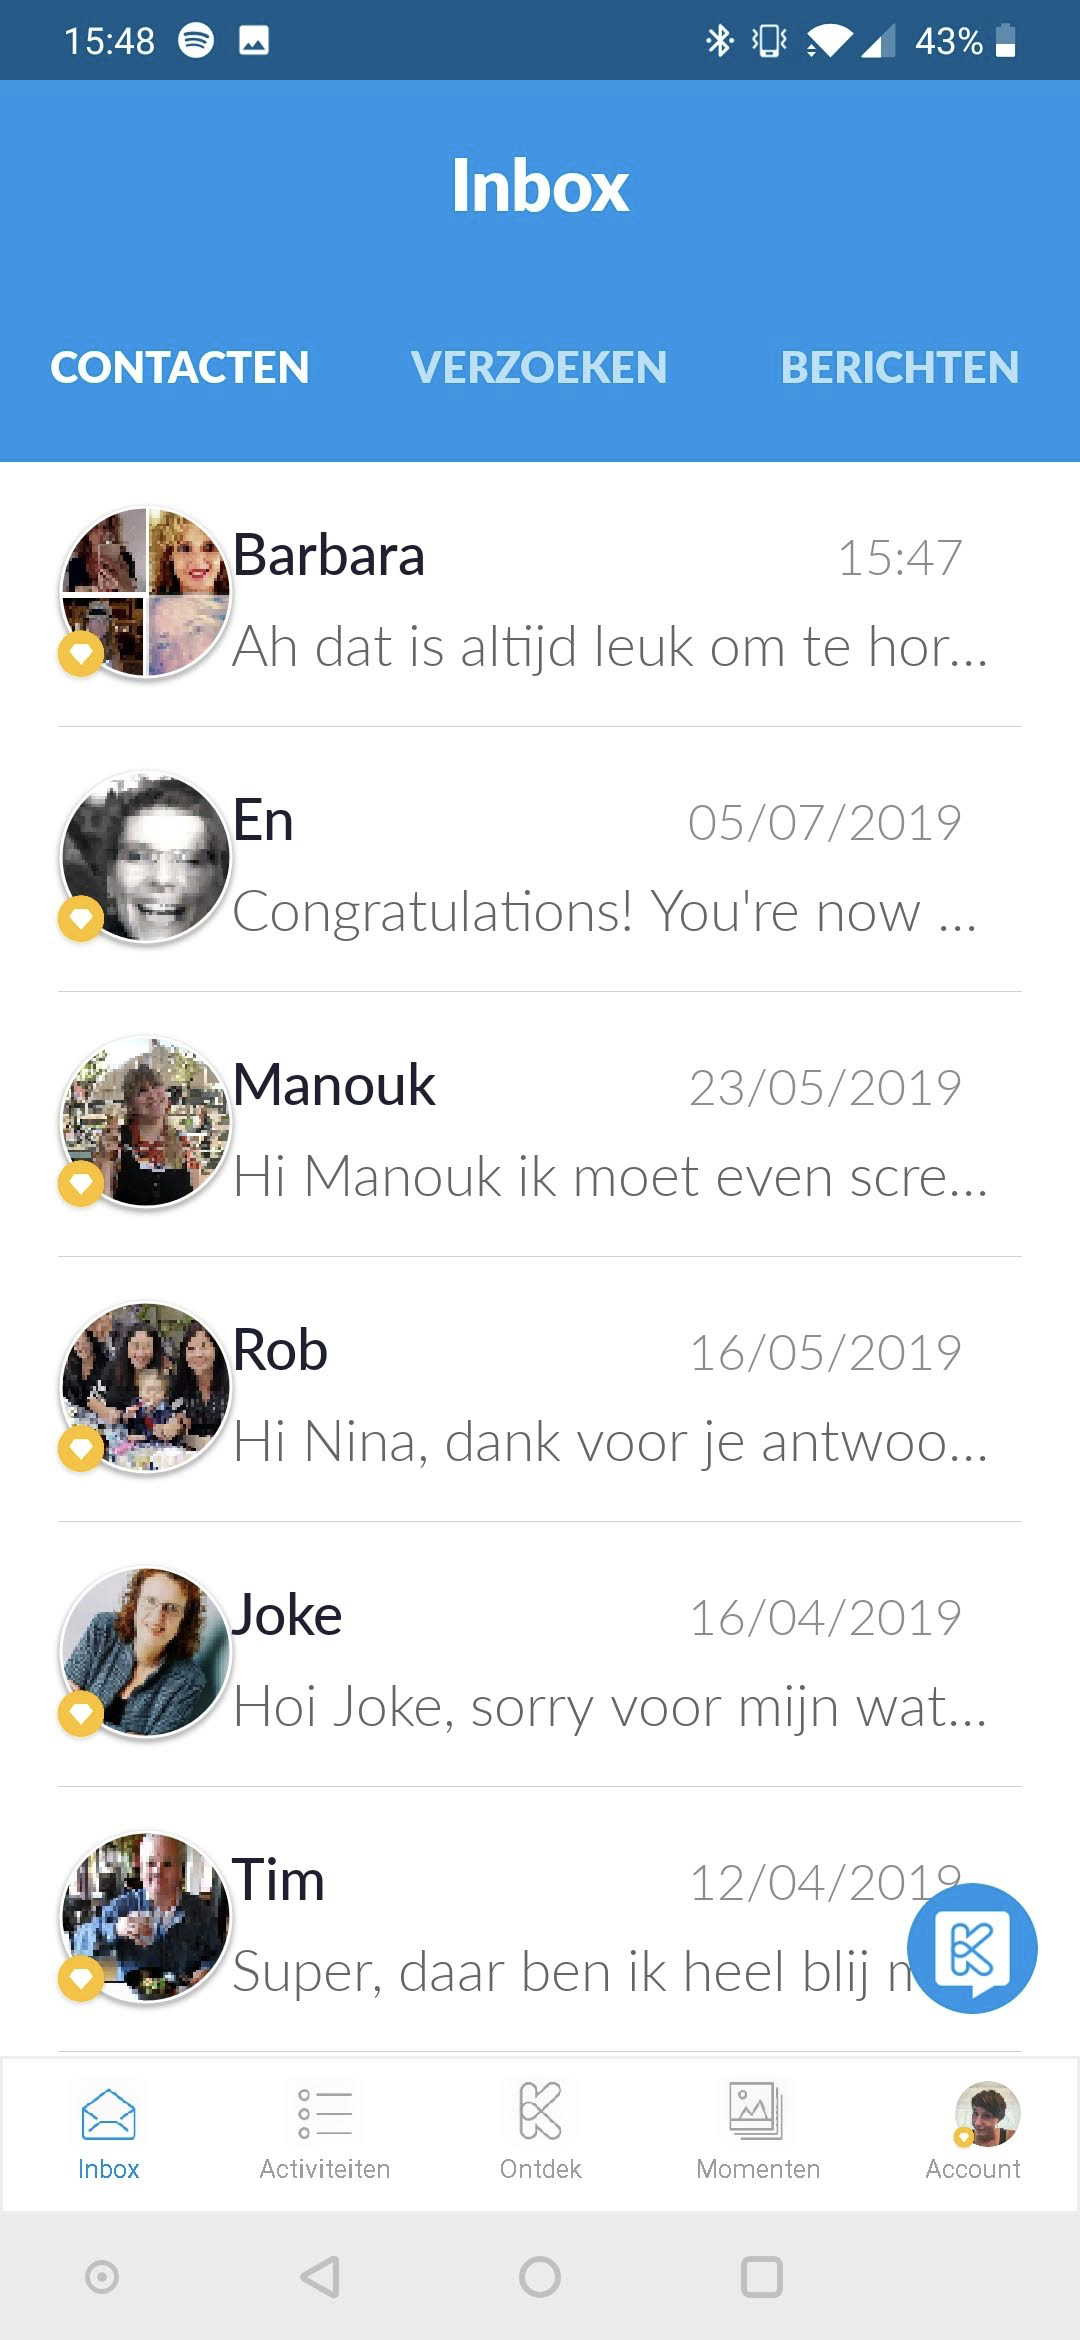 15:48 43%
Inbox
CONTACTEN VERZOEKEN BERICHTEN
Barbara 15:47
Ah dat is altijd leuk om te hor...
En 05/07/2019
Congratulations! You're now ...
Manouk 23/05/2019
Hi Manouk ik moet even scre...
Rob 16/05/2019
Hi Nina, dank voor je antwoo...
Joke 16/04/2019
Hoi Joke, sorry voor mijn wat...
Tim 12/04/2019
Super, daar ben ik heel blij
Inbox Activiteiten Ontdek Momenten Account